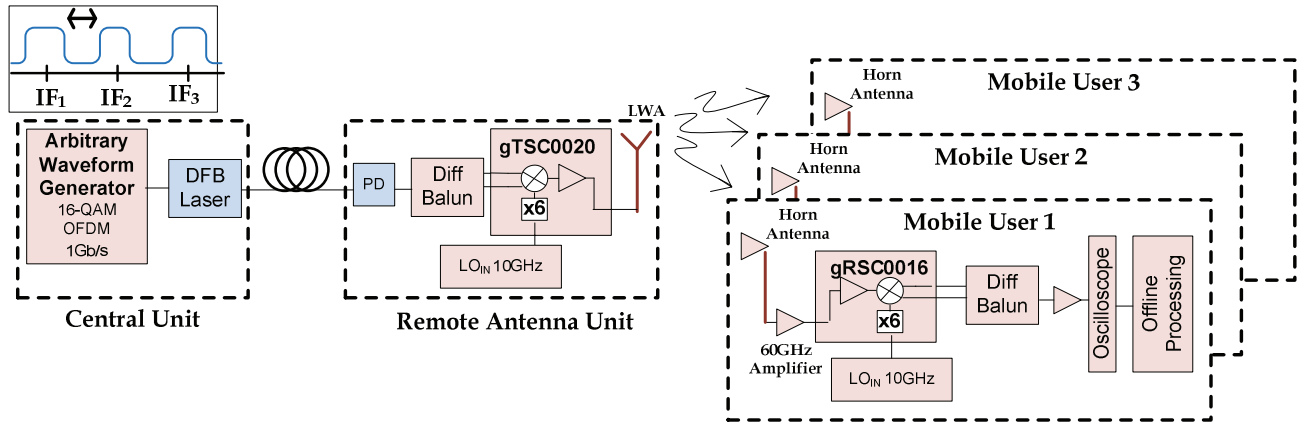 IF₁ IF₂ IF₃
Arbitrary
Waveform
Generator
16-QAM
OFDM
1Gb/s
DFB
Laser
Central Unit
PD
Diff
Balun
gTSC0020
x6
LOIN 10GHz
LWA
Remote Antenna Unit
Horn
Antenna
Mobile User 3
Horn
Antenna
Mobile User 2
Horn
Antenna
Mobile User 1
60GHz
Amplifier
gRSC0016
x6
LOIN 10GHz
Diff
Balun
Oscilloscope
Offline
Processing